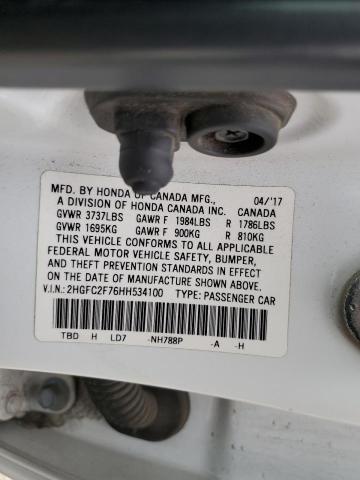 MFD. BY HONDA OF CANADA MFG., 04/'17
A DIVISION OF HONDA CANADA INC. CANADA
GVWR 3737LBS GAWR F 1984LBS R 1786LBS
GVWR 1695KG GAWR F 900KG R 810KG
THIS VEHICLE CONFORMS TO ALL APPLICABLE
FEDERAL MOTOR VEHICLE SAFETY, BUMPER,
AND THEFT PREVENTION STANDARDS IN EFFECT
ON THE DATE OF MANUFACTURE SHOWN ABOVE.
V.I.N.: 2HGFC2F76HH534100 TYPE: PASSENGER CAR
TBD H LD7 -NH788P -A -H